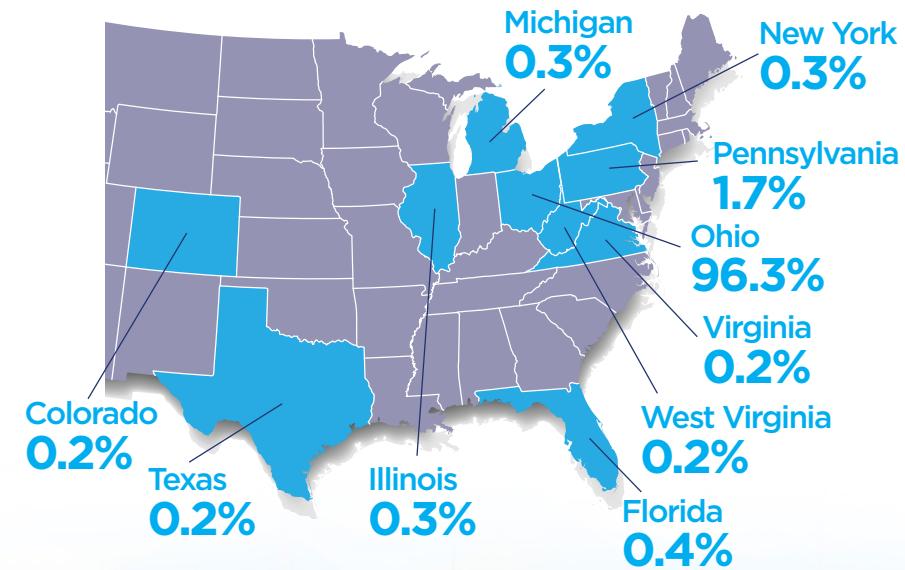 Michigan
0.3%
New York
0.3%
Pennsylvania
1.7%
Ohio
96.3%
Virginia
0.2%
West Virginia
0.2%
Florida
0.4%
Illinois
0.3%
Texas
0.2%
Colorado
0.2%